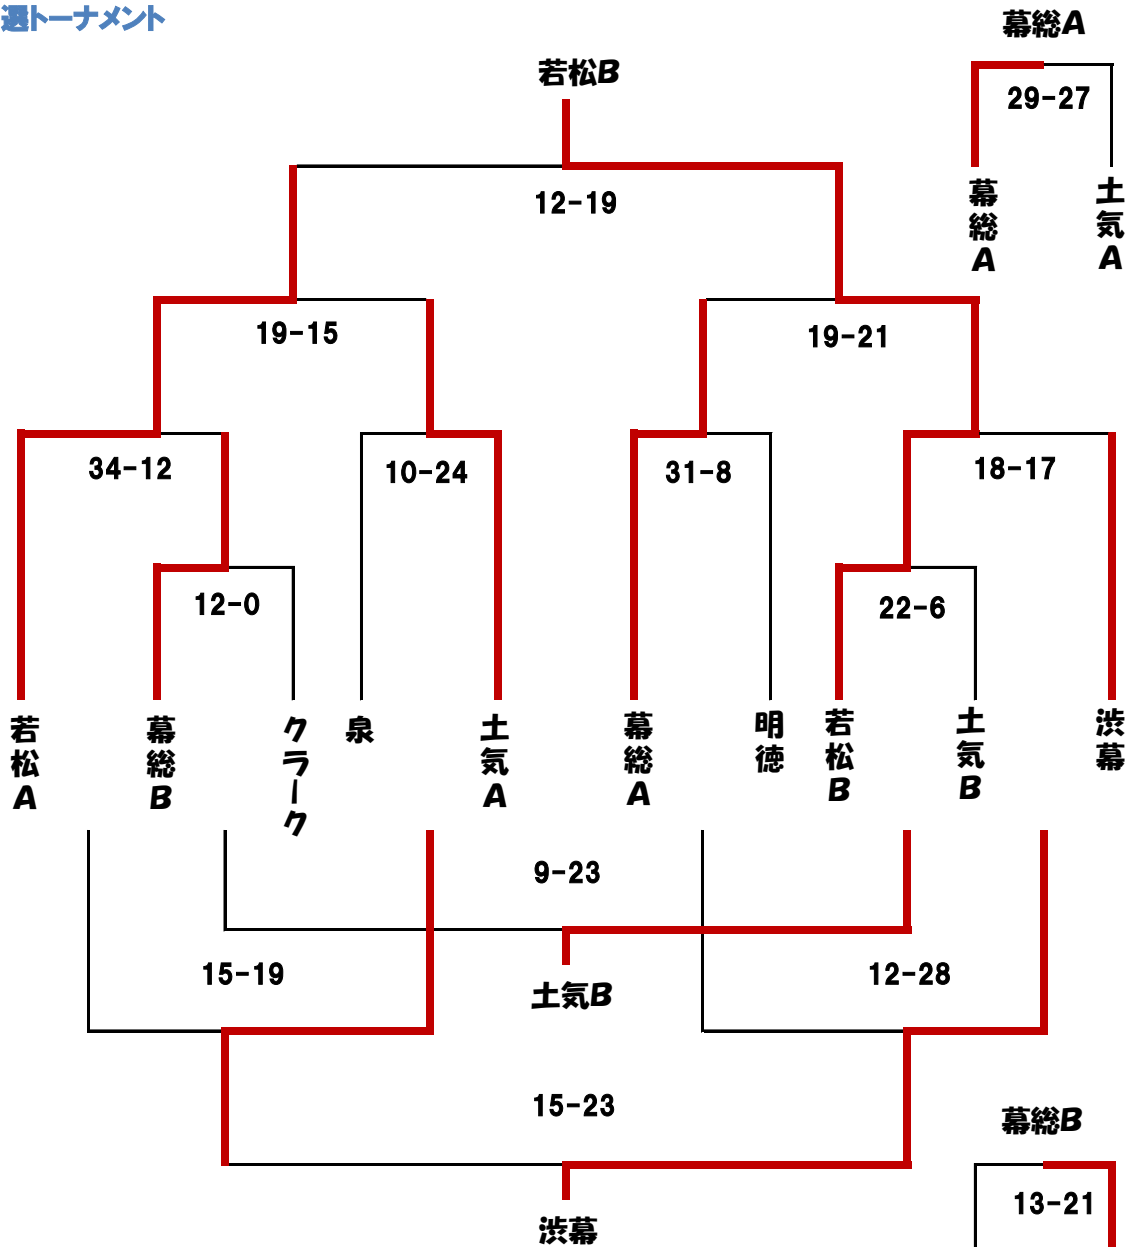 選トーナメント
幕総A
若松B
29-27
12-19
幕総A
土気A
19-15
19-21
34-12
10-24
31-8
18-17
12-0
22-6
若松A
幕総B
クラーク
泉
土気A
幕総A
明徳
若松B
土気B
渋幕
9-23
15-19
12-28
土気B
15-23
幕総B
13-21
渋幕